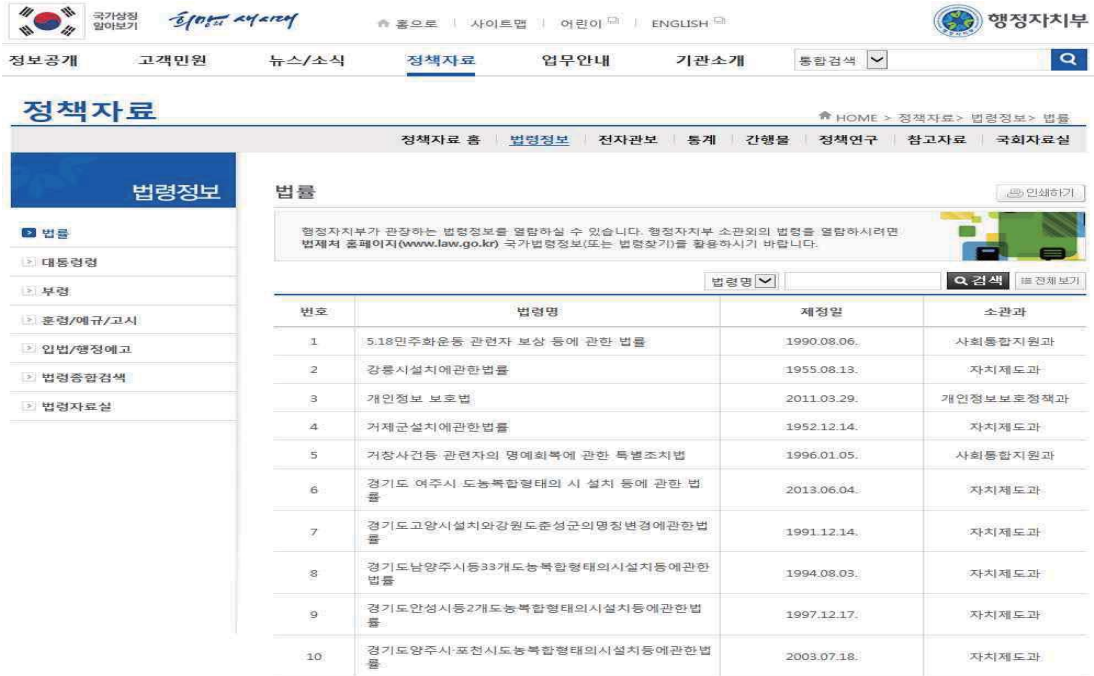 국가상징
알아보기
희망의 새시대
홈으로 사이트맵 어린이 ENGLISH
행정자치부
정보공개 고객민원 뉴스/소식 정책자료 업무안내 기관소개 통합검색
정책자료
HOME > 정책자료> 법령정보> 법률
정책자료 홈 법령정보 전자관보 통계 간행물 정책연구 참고자료 국회자료실
법령정보
법률
대통령령
부령
훈령/예규/고시
입법/행정예고
법령종합검색
법령자료실
법률
인쇄하기
행정자치부가 관장하는 법령정보를 열람하실 수 있습니다. 행정자치부 소관외의 법령을 열람하시려면
법제처 홈페이지(www.law.go.kr) 국가법령정보(또는 법령찾기)를 활용하시기 바랍니다.
법령명 검색 전체보기
번호 법령명 제정일 소관과
1 5.18민주화운동 관련자 보상 등에 관한 법률 1990.08.06. 사회통합지원과
2 강릉시설치에관한법률 1955.08.13. 자치제도과
3 개인정보 보호법 2011.03.29. 개인정보보호정책과
4 거제군설치에관한법률 1952.12.14. 자치제도과
5 거창사건등 관련자의 명예회복에 관한 특별조치법 1996.01.05. 사회통합지원과
6 경기도 여주시 도농복합형태의 시 설치 등에 관한 법
률 2013.06.04. 자치제도과
7 경기도고양시설치와강원도춘성군의명칭변경에관한법
률 1991.12.14. 자치제도과
8 경기도남양주시등33개도농복합형태의시설치등에관한
법률 1994.08.03. 자치제도과
9 경기도안성시등2개도농복합형태의시설치등에관한법
률 1997.12.17. 자치제도과
10 경기도양주시·포천시도농복합형태의시설치등에관한법
률 2003.07.18. 자치제도과